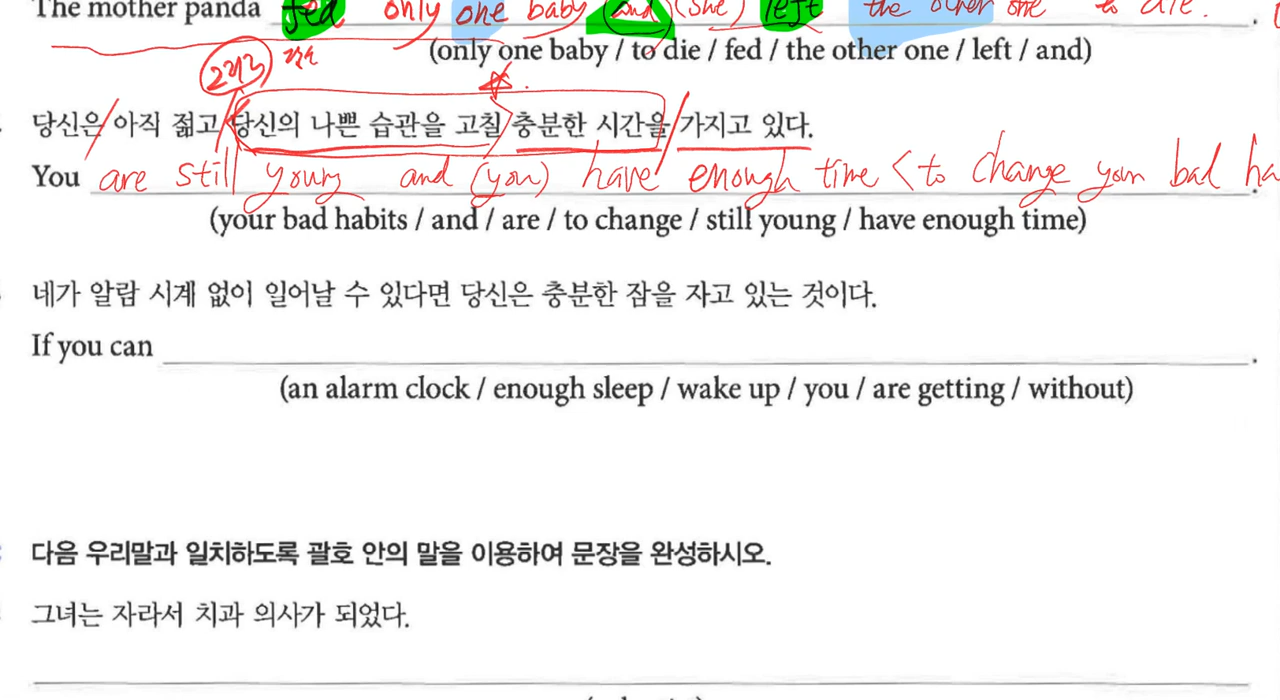 The mother panda fed only one baby (and) (she) left the other one to die.
(only one baby / to die / fed / the other one / left / and)
당신은 / 아직 젊고 / 당신의 나쁜 습관을 고칠 충분한 시간을 / 가지고 있다.
You are still young and (you) have enough time < to change your bad ha
(your bad habits / and / are / to change / still young / have enough time)
네가 알람 시계 없이 일어날 수 있다면 당신은 충분한 잠을 자고 있는 것이다.
If you can .
(an alarm clock / enough sleep / wake up / you / are getting / without)
다음 우리말과 일치하도록 괄호 안의 말을 이용하여 문장을 완성하시오.
그녀는 자라서 치과 의사가 되었다.